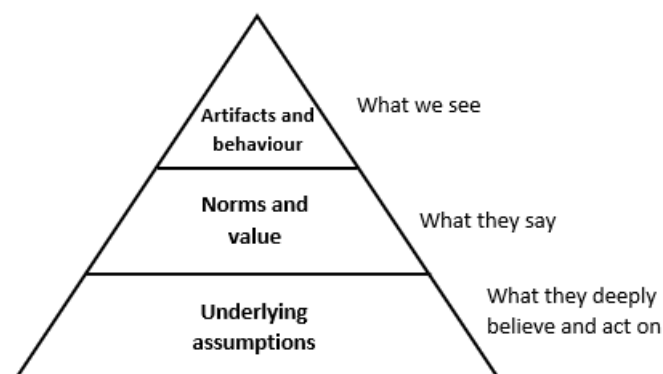 Artifacts and
behaviour
What we see
Norms and
value
What they say
Underlying
assumptions
What they deeply
believe and act on